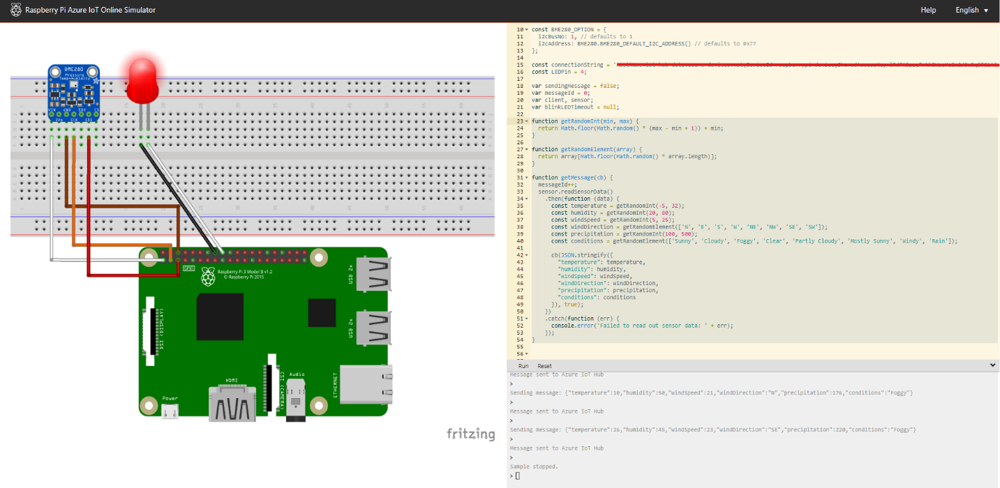 Raspberry Pi Azure IoT Online Simulator
Help
English
BME280
Pressure
Temp+Humidity
VIN GND SDO CS
3Vo SCK SDI
GPIO
Raspberry Pi 3 Model B v1.2
© Raspberry Pi 2015
DSI (DISPLAY)
USB 2x
USB 2x
ETHERNET
Audio
CSI (CAMERA)
HDMI
Power
fritzing
10 const BME280_OPTION = {
11 i2cBusNo: 1, // defaults to 1
12 i2cAddress: BME280.BME280_DEFAULT_I2C_ADDRESS() // defaults to 0x77
13 };
14
15 const connectionString = '
16 const LEDPin = 4;
17
18 var sendingMessage = false;
19 var messageId = 0;
20 var client, sensor;
21 var blinkLEDTimeout = null;
22
23 function getRandomInt(min, max) {
24 return Math.floor(Math.random() * (max - min + 1)) + min;
25 }
26
27 function getRandomElement(array) {
28 return array[Math.floor(Math.random() * array.length)];
29 }
30
31 function getMessage(cb) {
32 messageId++;
33 sensor.readSensorData()
34 .then(function (data) {
35 const temperature = getRandomInt(-5, 32);
36 const humidity = getRandomInt(20, 80);
37 const windSpeed = getRandomInt(5, 25);
38 const windDirection = getRandomElement(['N', 'E', 'S', 'W', 'NE', 'NW', 'SE', 'SW']);
39 const precipitation = getRandomInt(100, 500);
40 const conditions = getRandomElement(['Sunny', 'Cloudy', 'Foggy', 'Clear', 'Partly Cloudy', 'Mostly Sunny', 'Windy', 'Rain']);
41
42 cb(JSON.stringify({
43 "temperature": temperature,
44 "humidity": humidity,
45 "windSpeed": windSpeed,
46 "windDirection": windDirection,
47 "precipitation": precipitation,
48 "conditions": conditions
49 }), true);
50 })
51 .catch(function (err) {
52 console.error('Failed to read out sensor data: ' + err);
53 });
54 }
55
56
Run Reset
Message sent to Azure IoT Hub
>
Sending message: {"temperature":10,"humidity":50,"windSpeed":21,"windDirection":"N","precipitation":176,"conditions":"Foggy"}
>
Message sent to Azure IoT Hub
>
Sending message: {"temperature":26,"humidity":45,"windSpeed":23,"windDirection":"SE","precipitation":220,"conditions":"Foggy"}
>
Message sent to Azure IoT Hub
>
Sample stopped.
>